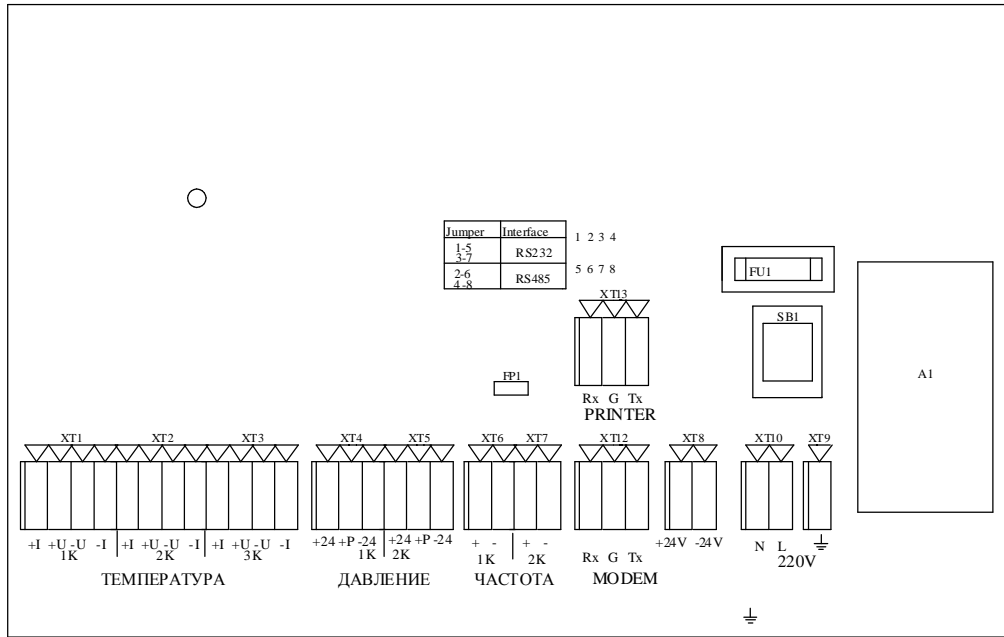 Jumper Interface
1-5
3-7
RS232
2-6
4-8
RS485
1 2 3 4
5 6 7 8
XT13
Rx G Tx
PRINTER
FU1
SB1
A1
FP1
XT1 XT2 XT3 XT4 XT5 XT6 XT7 XT12 XT8 XT10 XT9
+I +U -U -I +I +U -U -I +I +U -U -I
1K 2K 3K
ТЕМПЕРАТУРА
+24 +P -24 +24 +P -24
1K 2K
ДАВЛЕНИЕ
+ - + -
1K 2K
ЧАСТОТА
Rx G Tx
MODEM
+24V -24V
N L
220V